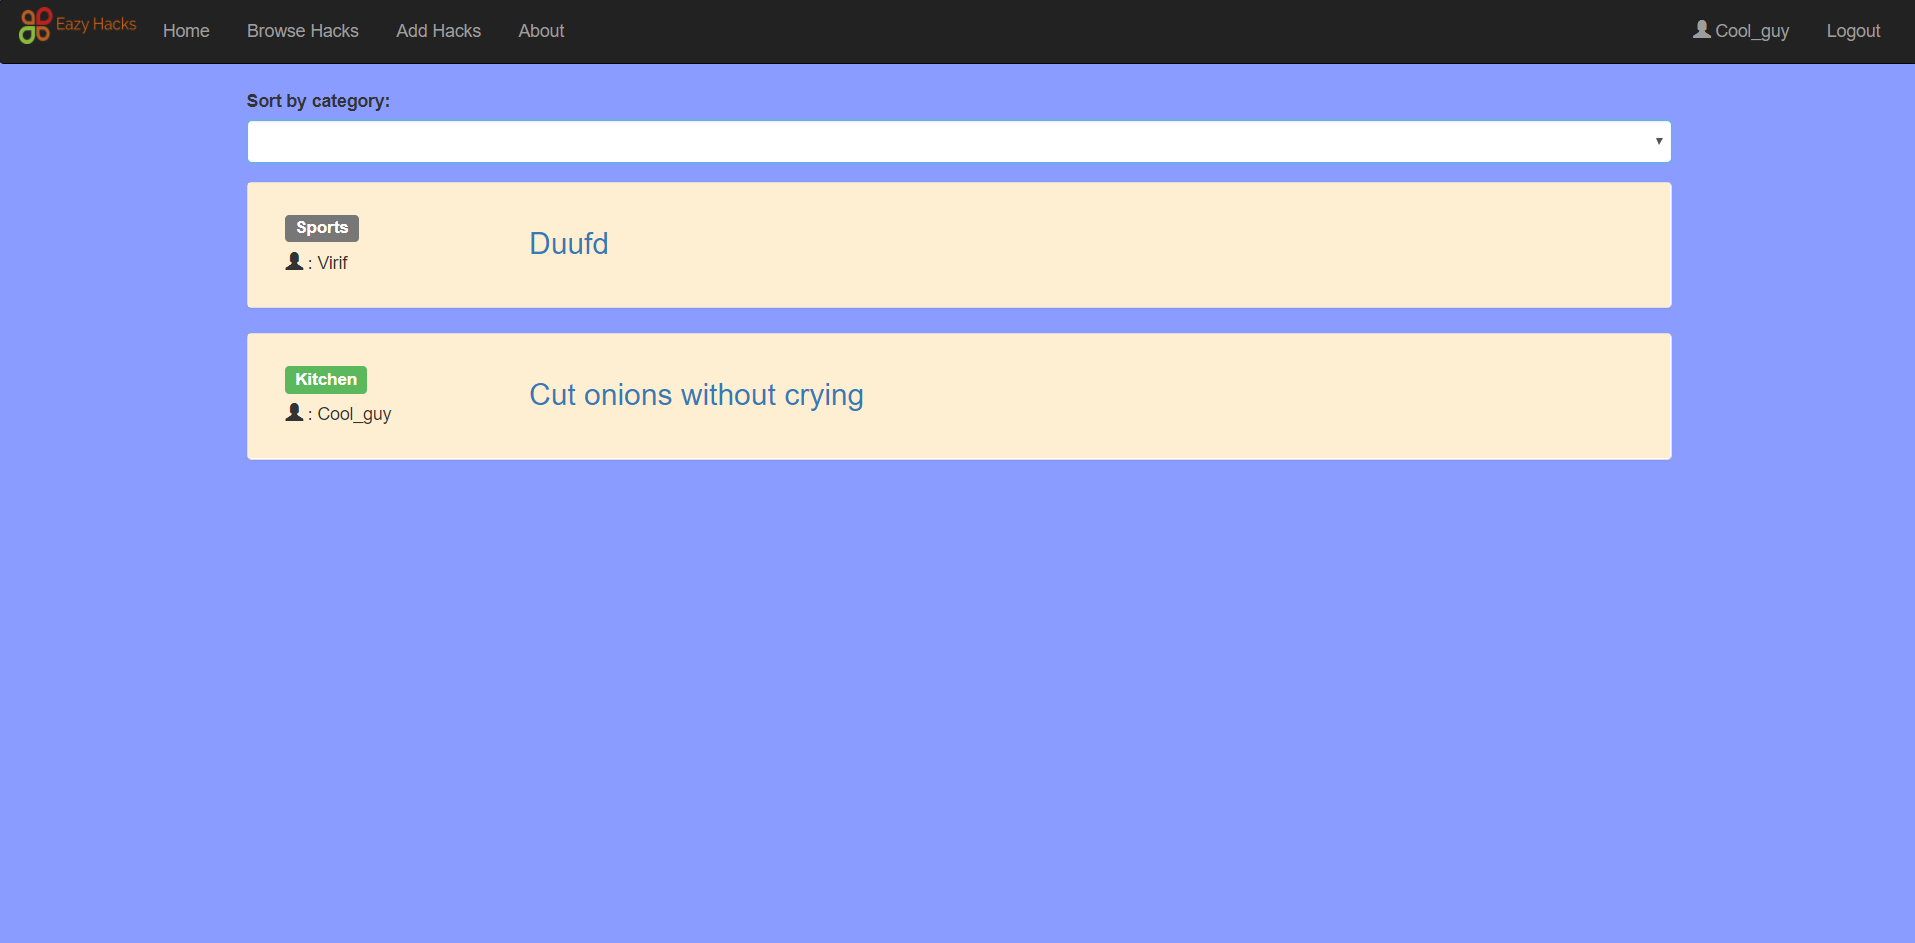 Eazy Hacks Home Browse Hacks Add Hacks About Cool_guy Logout
Sort by category:
Sports
: Virif
Duufd
Kitchen
: Cool_guy
Cut onions without crying